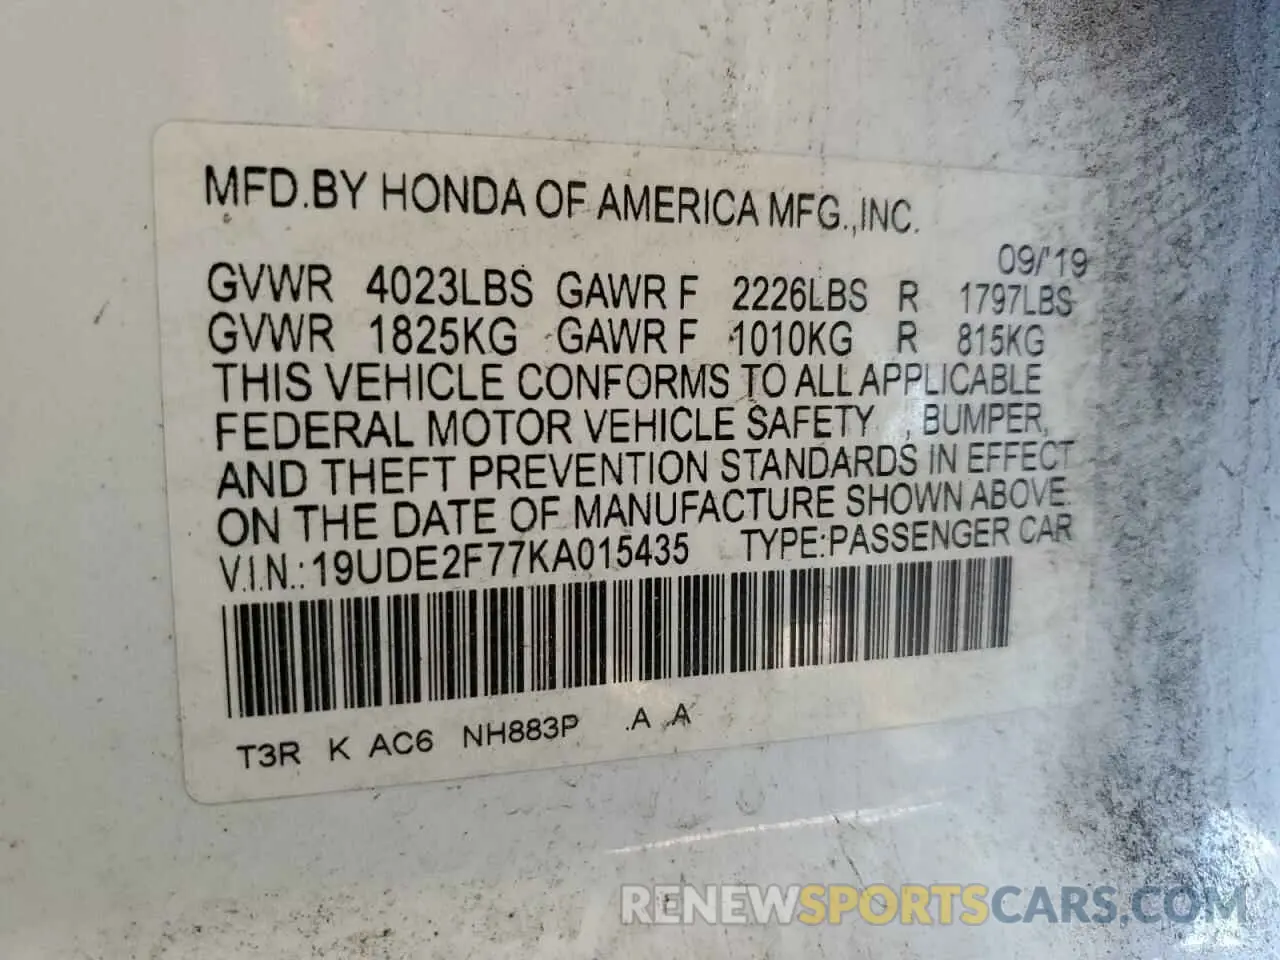 MFD.BY HONDA OF AMERICA MFG.,INC.
09/'19
GVWR 4023LBS GAWR F 2226LBS R 1797LBS
GVWR 1825KG GAWR F 1010KG R 815KG
THIS VEHICLE CONFORMS TO ALL APPLICABLE
FEDERAL MOTOR VEHICLE SAFETY , BUMPER,
AND THEFT PREVENTION STANDARDS IN EFFECT
ON THE DATE OF MANUFACTURE SHOWN ABOVE.
V.I.N.:19UDE2F77KA015435 TYPE:PASSENGER CAR
T3R K AC6 NH883P .A A
RENEWSPORTSCARS.COM